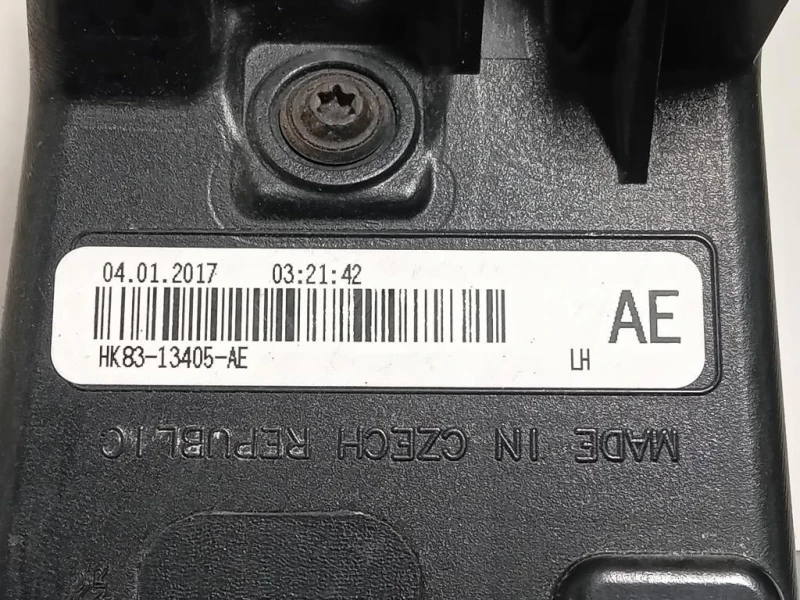 04.01.2017 03:21:42
AE
HK83-13405-AE LH
MADE IN CZECH REPUBLIC